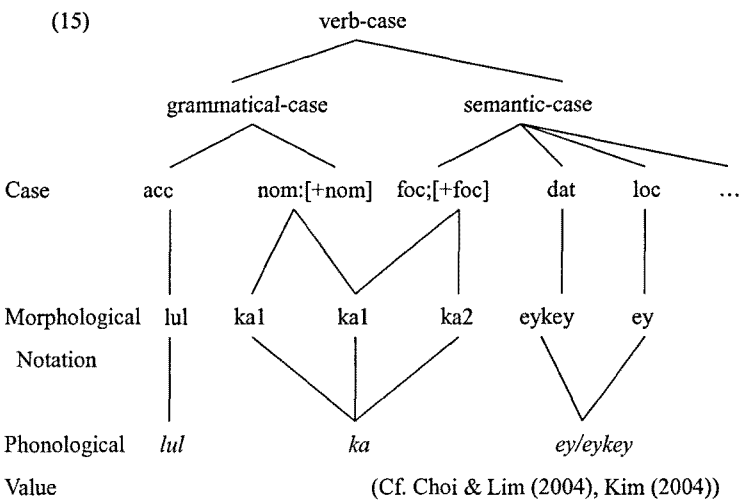 (15) verb-case
grammatical-case semantic-case
Case acc nom:[+nom] foc;[+foc] dat loc ...
Morphological lul ka1 ka1 ka2 eykey ey
Notation
Phonological lul ka ey/eykey
Value (Cf. Choi & Lim (2004), Kim (2004))